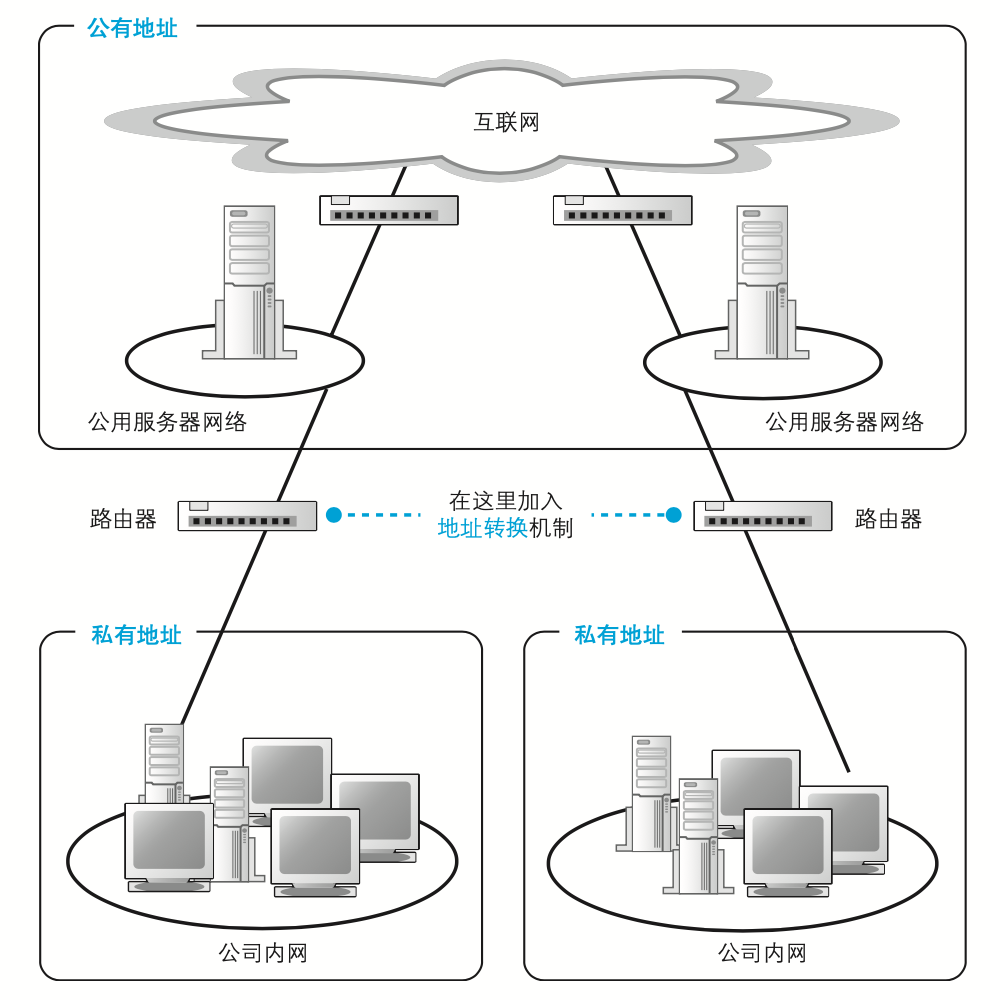 公有地址
互联网
公用服务器网络
公用服务器网络
路由器
在这里加入
地址转换机制
路由器
私有地址
私有地址
公司内网
公司内网